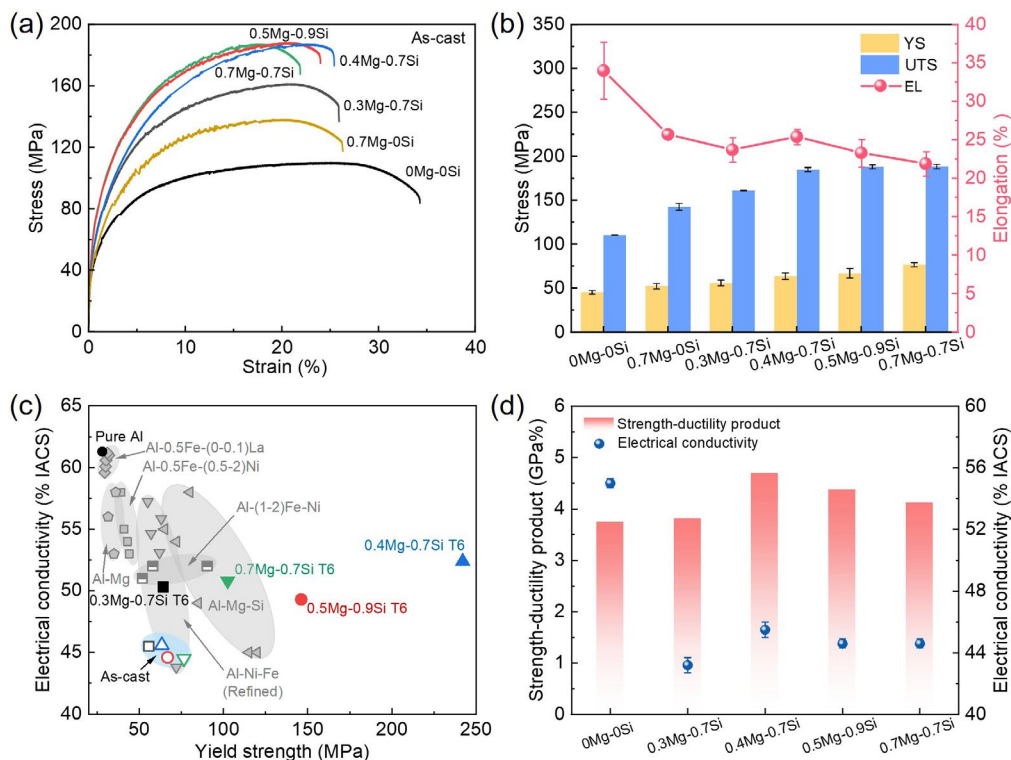 (a)
As-cast
0.5Mg-0.9Si
0.4Mg-0.7Si
0.7Mg-0.7Si
0.3Mg-0.7Si
0.7Mg-0Si
0Mg-0Si
Stress (MPa)
200
160
120
80
40
0
0 10 20 30 40
Strain (%)
(b)
YS
UTS
EL
Stress (MPa)
350
300
250
200
150
100
50
0
Elongation (%)
40
35
30
25
20
15
10
5
0
0Mg-0Si 0.7Mg-0Si 0.3Mg-0.7Si 0.4Mg-0.7Si 0.5Mg-0.9Si 0.7Mg-0.7Si
(c)
Electrical conductivity (% IACS)
65
60
55
50
45
40
Pure Al
Al-0.5Fe-(0-0.1)La
Al-0.5Fe-(0.5-2)Ni
Al-(1-2)Fe-Ni
Al-Mg
0.4Mg-0.7Si T6
0.7Mg-0.7Si T6
0.3Mg-0.7Si T6
Al-Mg-Si
0.5Mg-0.9Si T6
As-cast
Al-Ni-Fe
(Refined)
50 100 150 200 250
Yield strength (MPa)
(d)
Strength-ductility product
Electrical conductivity
Strength-ductility product (GPa%)
6
5
4
3
2
1
0
Electrical conductivity (% IACS)
60
56
52
48
44
40
0Mg-0Si 0.3Mg-0.7Si 0.4Mg-0.7Si 0.5Mg-0.9Si 0.7Mg-0.7Si